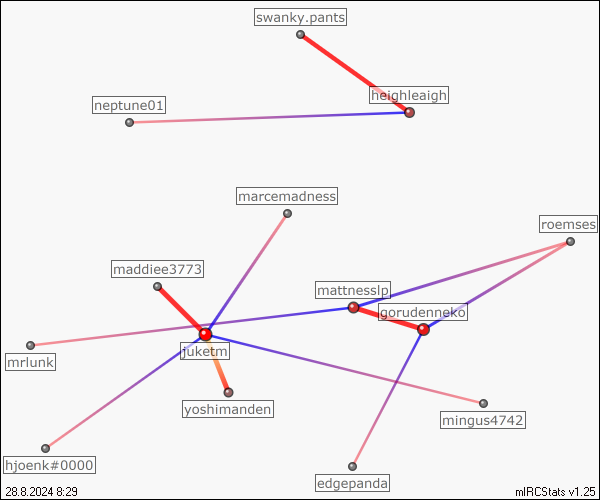 swanky.pants
heighleaigh
neptune01
marcemadness
roemses
maddiee3773
mattnesslp
gorudenneko
juketm
mrlunk
yoshimanden
mingus4742
hjoenk#0000
edgepanda
28.8.2024 8:29
mIRCStats v1.25